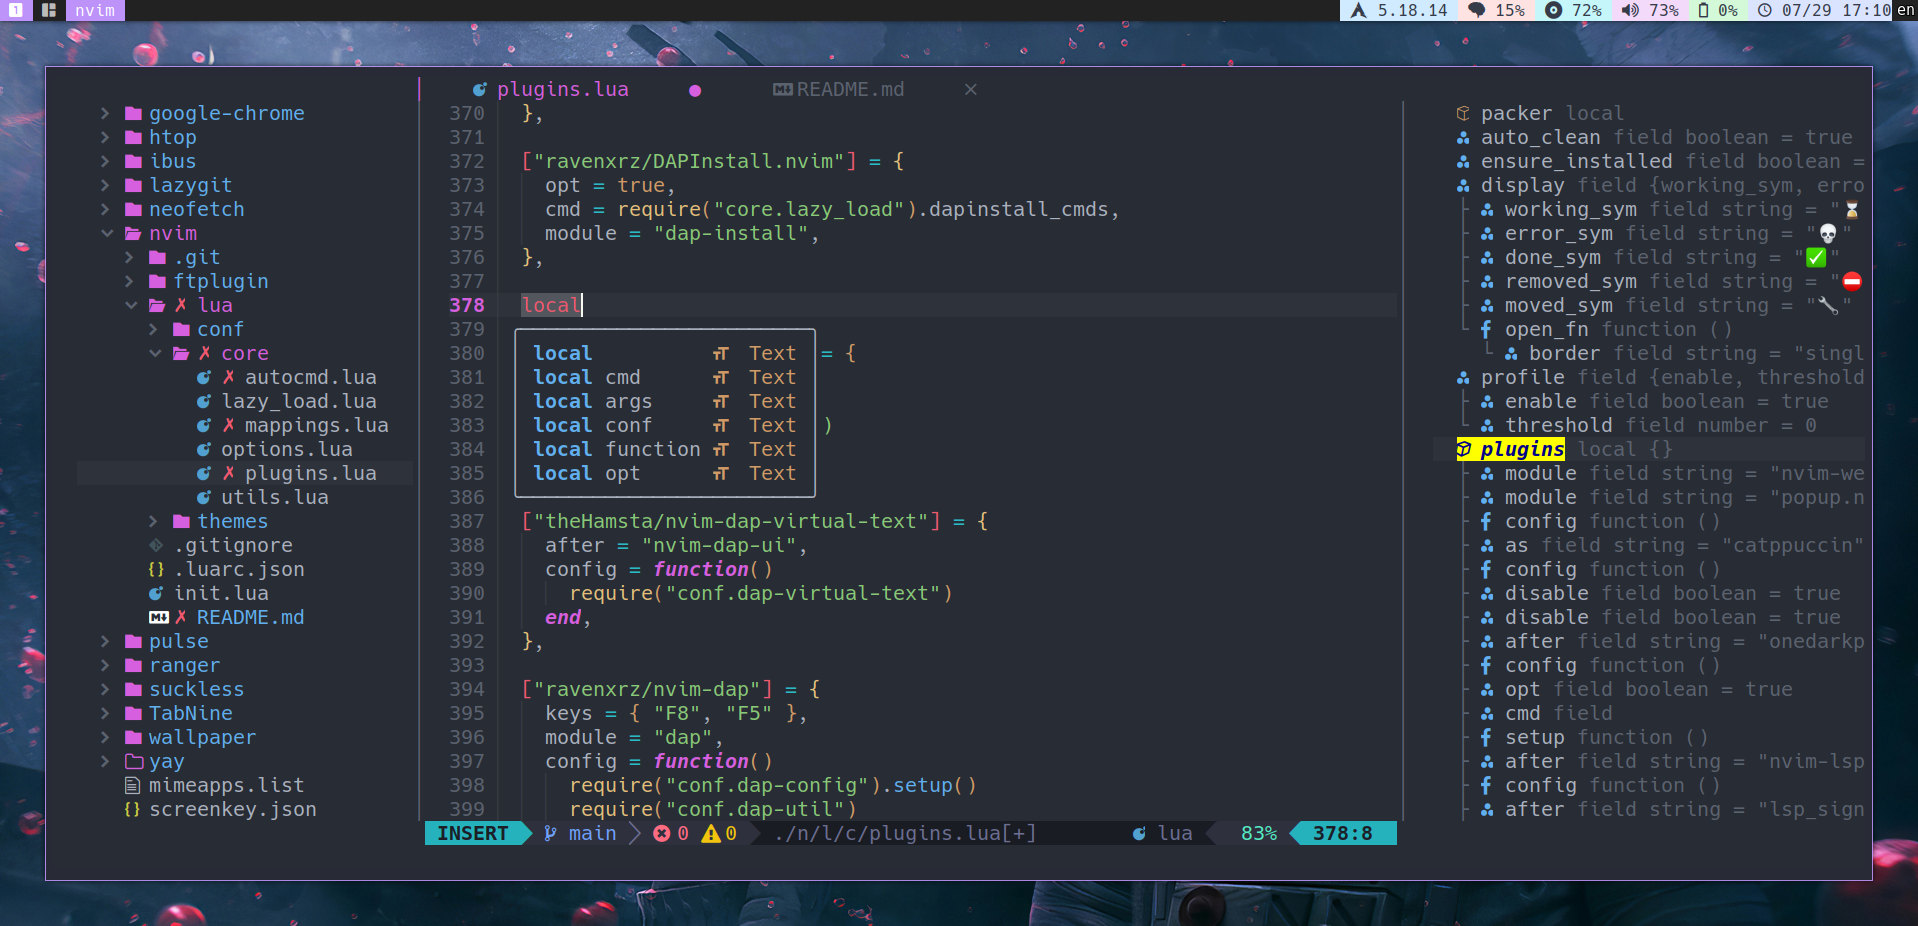 1 nvim 5.18.14 15% 72% 73% 0% 07/29 17:10 en
plugins.lua ● README.md ×
google-chrome
htop
ibus
lazygit
neofetch
nvim
.git
ftplugin
✗ lua
conf
✗ core
✗ autocmd.lua
lazy_load.lua
✗ mappings.lua
options.lua
✗ plugins.lua
utils.lua
themes
.gitignore
{} .luarc.json
init.lua
M↓ ✗ README.md
pulse
ranger
suckless
TabNine
wallpaper
yay
mimeapps.list
{} screenkey.json
370 },
371
372 ["ravenxrz/DAPInstall.nvim"] = {
373 opt = true,
374 cmd = require("core.lazy_load").dapinstall_cmds,
375 module = "dap-install",
376 },
377
378 local
379
380 = {
381
382
383 )
384
385
386
local Text
local cmd Text
local args Text
local conf Text
local function Text
local opt Text
387 ["theHamsta/nvim-dap-virtual-text"] = {
388 after = "nvim-dap-ui",
389 config = function()
390 require("conf.dap-virtual-text")
391 end,
392 },
393
394 ["ravenxrz/nvim-dap"] = {
395 keys = { "F8", "F5" },
396 module = "dap",
397 config = function()
398 require("conf.dap-config").setup()
399 require("conf.dap-util")
INSERT main 0 0 ./n/l/c/plugins.lua[+] lua 83% 378:8
packer local
auto_clean field boolean = true
ensure_installed field boolean =
display field {working_sym, erro
working_sym field string = "⏳
error_sym field string = "💀"
done_sym field string = "✅"
removed_sym field string = "⛔
moved_sym field string = "🔧"
open_fn function ()
border field string = "singl
profile field {enable, threshold
enable field boolean = true
threshold field number = 0
plugins local {}
module field string = "nvim-we
module field string = "popup.n
config function ()
as field string = "catppuccin"
config function ()
disable field boolean = true
disable field boolean = true
after field string = "onedarkp
config function ()
opt field boolean = true
cmd field
setup function ()
after field string = "nvim-lsp
config function ()
after field string = "lsp_sign